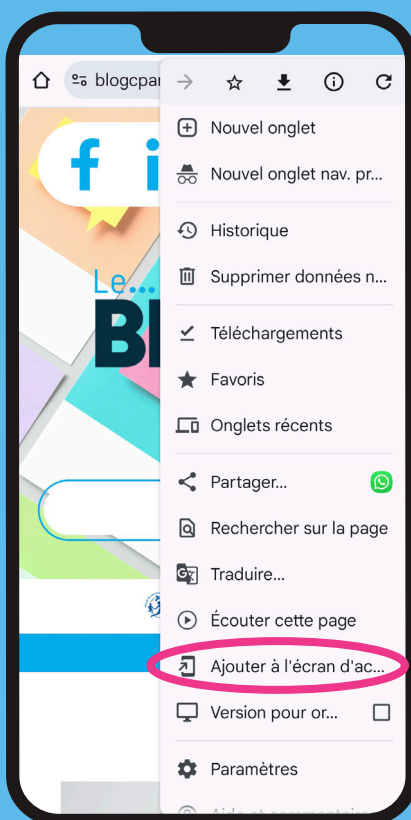 blogcpa
Nouvel onglet
Nouvel onglet nav. pr...
Historique
Supprimer données n...
Téléchargements
Favoris
Onglets récents
Partager...
Rechercher sur la page
Traduire...
Écouter cette page
Ajouter à l'écran d'ac...
Version pour or...
Paramètres
Le...